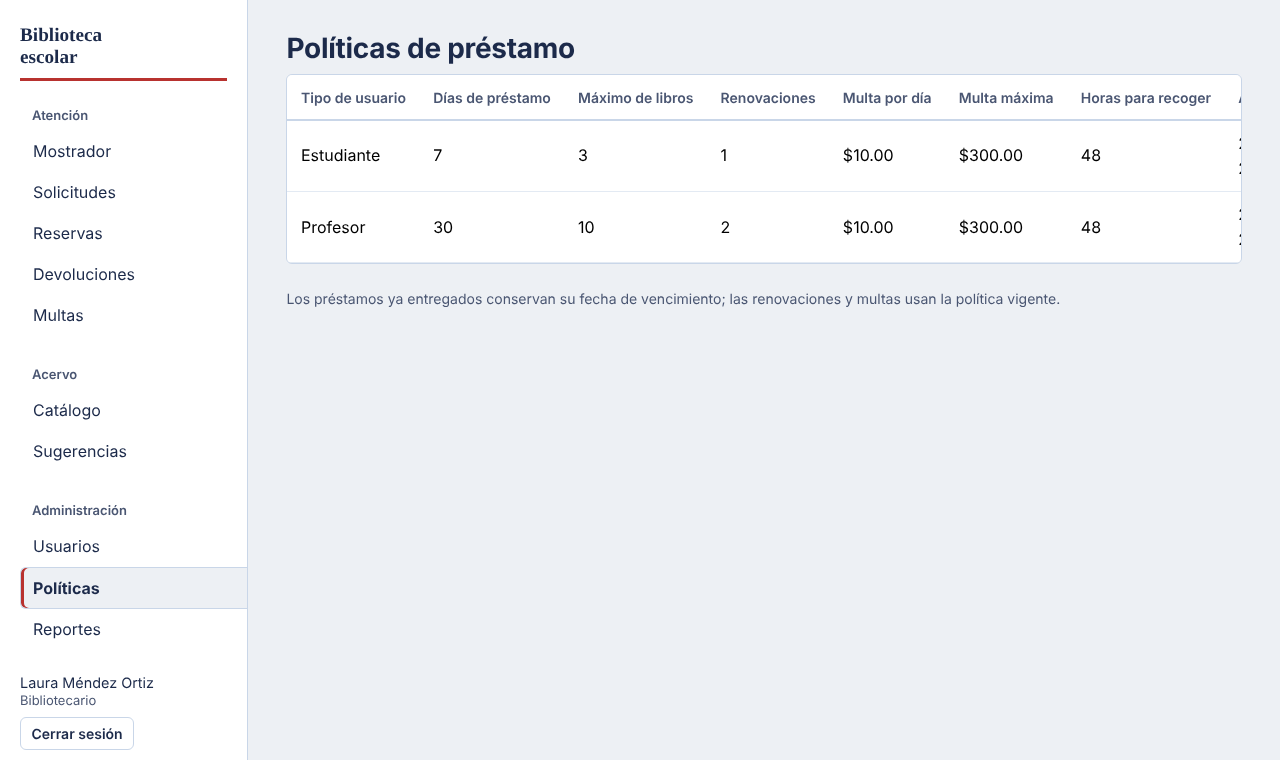 Biblioteca
escolar
Atención
Mostrador
Solicitudes
Reservas
Devoluciones
Multas
Acervo
Catálogo
Sugerencias
Administración
Usuarios
Políticas
Reportes
Laura Méndez Ortiz
Bibliotecario
Cerrar sesión
Políticas de préstamo
Tipo de usuario Días de préstamo Máximo de libros Renovaciones Multa por día Multa máxima Horas para recoger
Estudiante 7 3 1 $10.00 $300.00 48
Profesor 30 10 2 $10.00 $300.00 48
Los préstamos ya entregados conservan su fecha de vencimiento; las renovaciones y multas usan la política vigente.